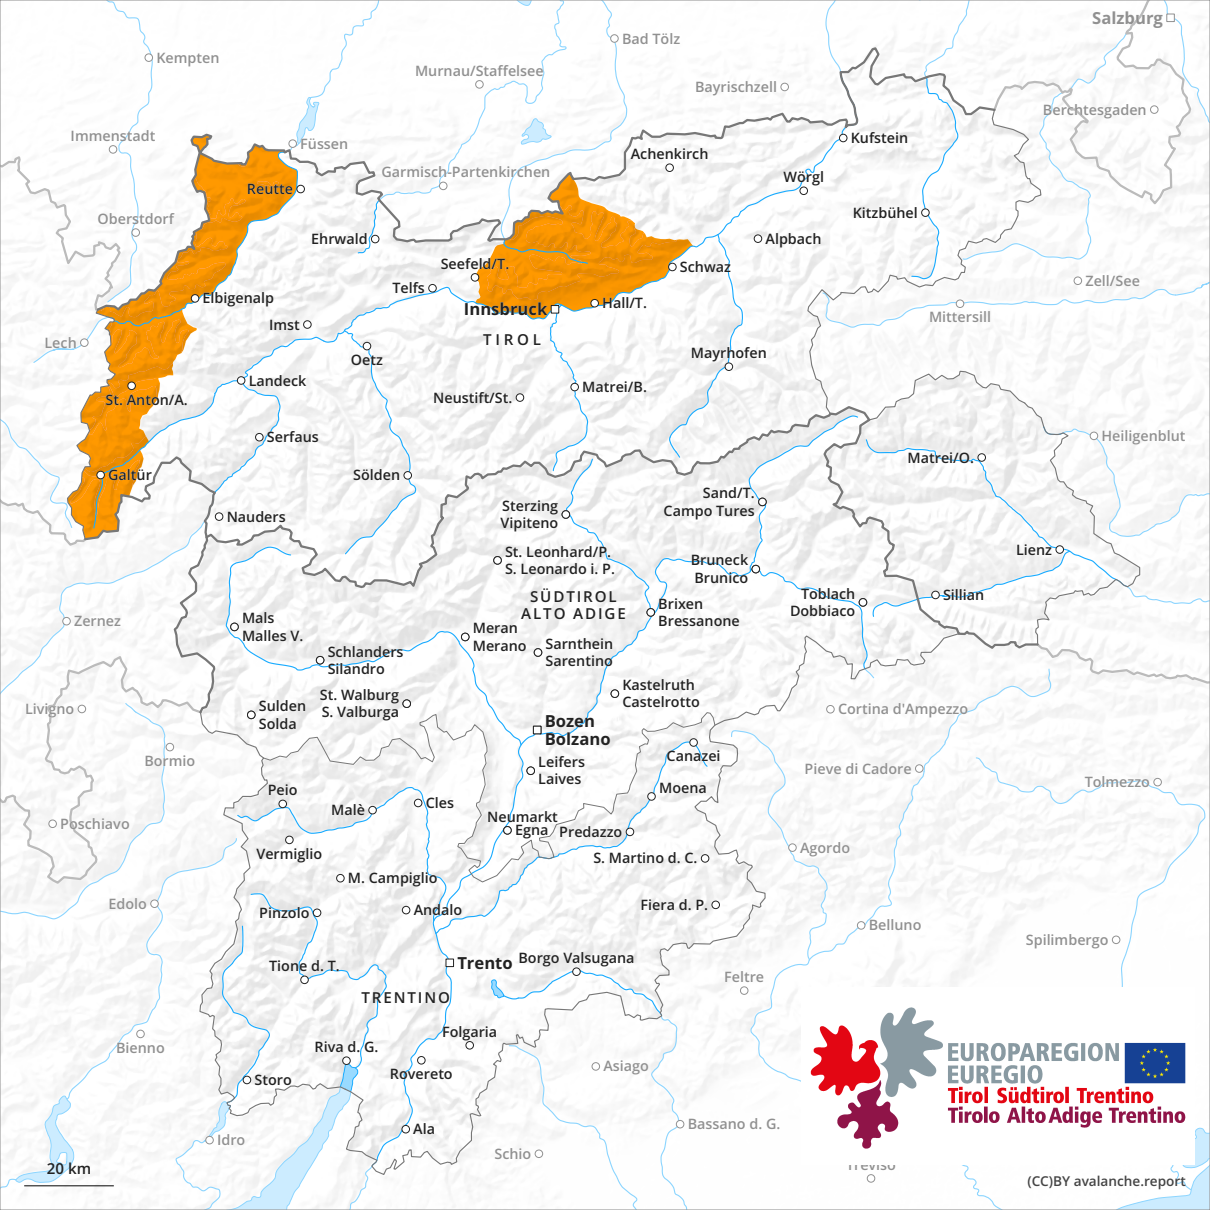 Salzburg
Bad Tölz
Kempten
Murnau/Staffelsee
Bayrischzell
Berchtesgaden
Immenstadt
Füssen
Kufstein
Achenkirch
Garmisch-Partenkirchen
Wörgl
Reutte
Oberstdorf
Kitzbühel
Ehrwald
Alpbach
Seefeld/T.
Schwaz
Zell/See
Telfs
Elbigenalp
Hall/T.
Innsbruck
Mittersill
Imst
TIROL
Lech
Oetz
Mayrhofen
Landeck
Matrei/B.
St. Anton/A.
Neustift/St.
Serfaus
Heiligenblut
Matrei/O.
Galtür
Sölden
Sand/T.
Campo Tures
Sterzing
Vipiteno
Nauders
St. Leonhard/P.
S. Leonardo i. P.
Lienz
Bruneck
Brunico
SÜDTIROL
ALTO ADIGE
Toblach
Dobbiaco
Sillian
Brixen
Bressanone
Zernez
Mals
Malles V.
Meran
Merano
Sarnthein
Sarentino
Schlanders
Silandro
Kastelruth
Castelrotto
St. Walburg
S. Valburga
Livigno
Sulden
Solda
Cortina d'Ampezzo
Bozen
Bolzano
Bormio
Canazei
Leifers
Laives
Pieve di Cadore
Tolmezzo
Peio
Moena
Malè
Cles
Neumarkt
Egna
Predazzo
Poschiavo
Vermiglio
Agordo
S. Martino d. C.
M. Campiglio
Edolo
Pinzolo
Andalo
Fiera d. P.
Belluno
Spilimbergo
Trento
Borgo Valsugana
Tione d. T.
Feltre
TRENTINO
Folgaria
Bienno
Riva d. G.
Rovereto
Asiago
Storo
EUROPAREGION
EUREGIO
Tirol Südtirol Trentino
Tirolo Alto Adige Trentino
Ala
Bassano d. G.
Idro
Schio
Treviso
20 km
(CC)BY avalanche.report